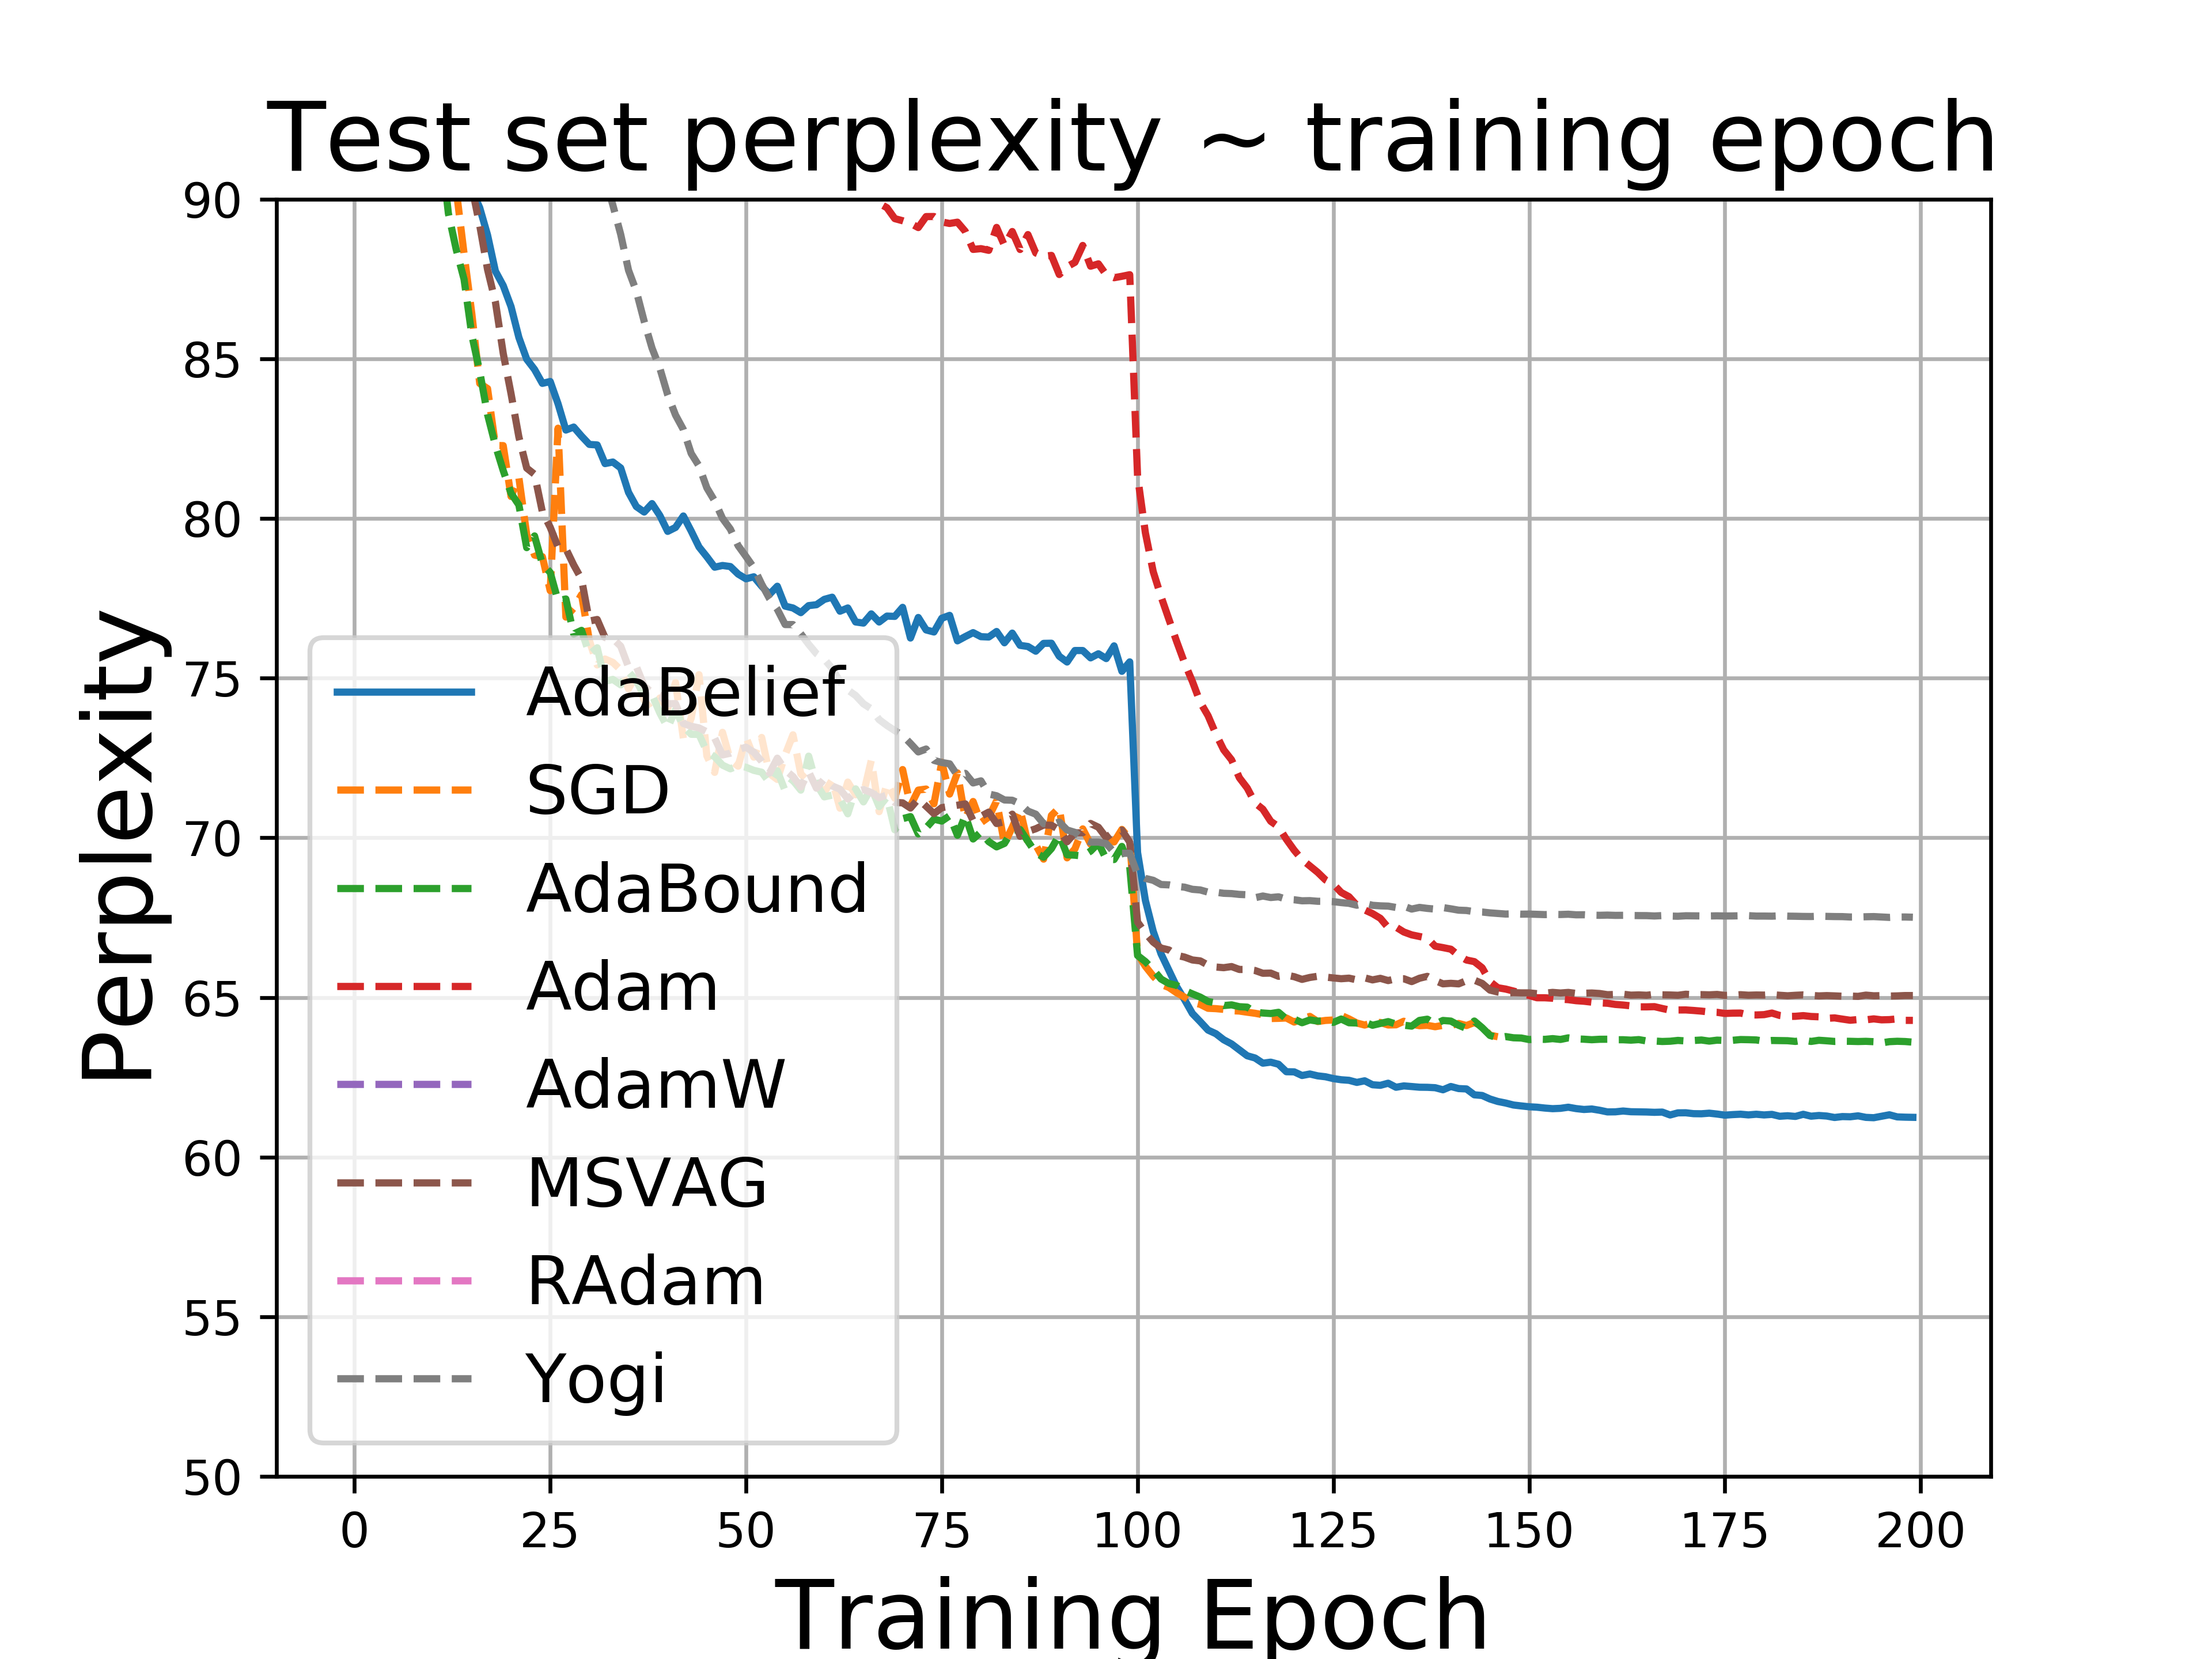 Test set perplexity ~ training epoch
90
85
80
75
70
65
60
55
50
Perplexity
AdaBelief
SGD
AdaBound
Adam
AdamW
MSVAG
RAdam
Yogi
0 25 50 75 100 125 150 175 200
Training Epoch